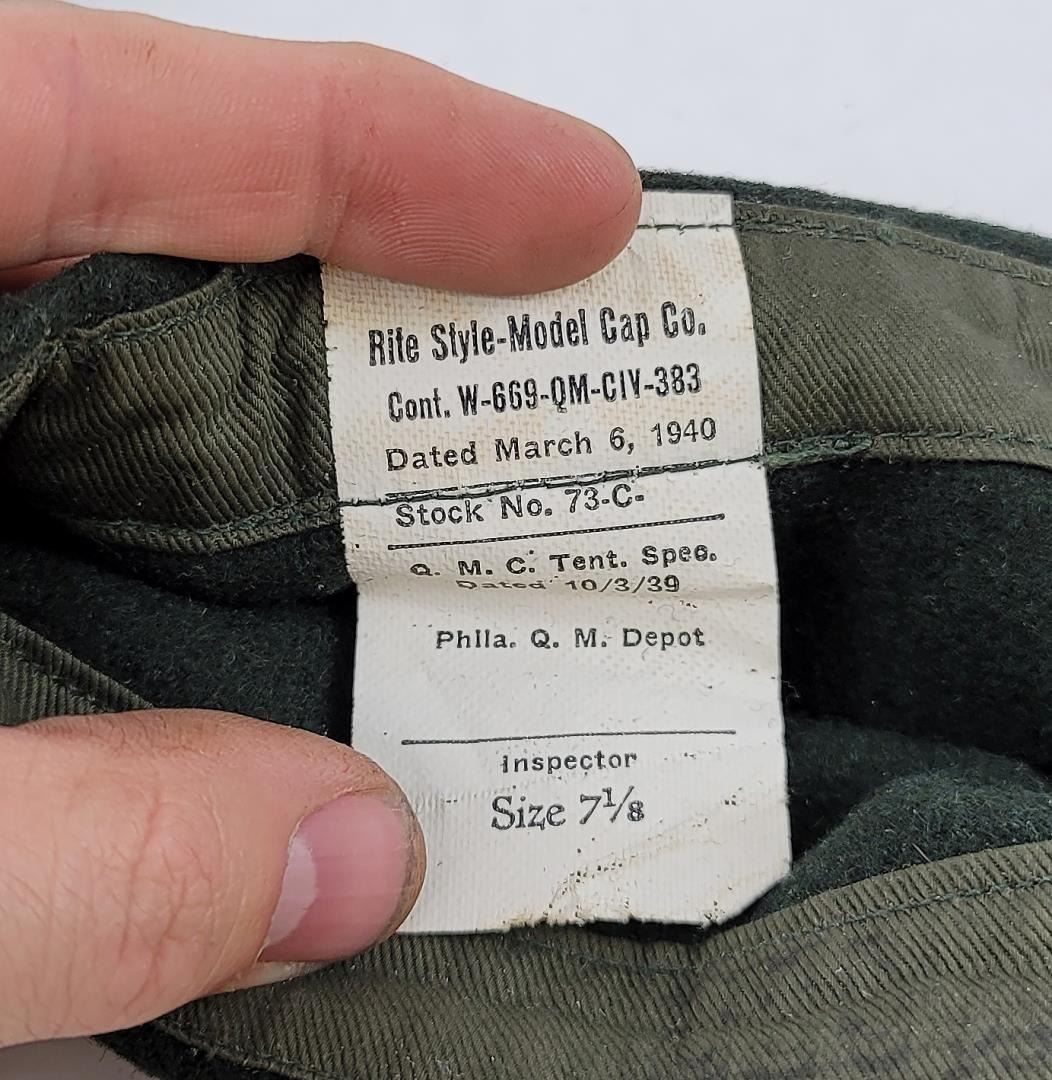 Rite Style-Model Cap Co.
Cont. W-669-QM-CIV-383
Dated March 6, 1940
Stock No. 73-C-
Q. M. C. Tent. Spec.
Dated 10/3/39
Phila. Q. M. Depot
Inspector
Size 7⅛